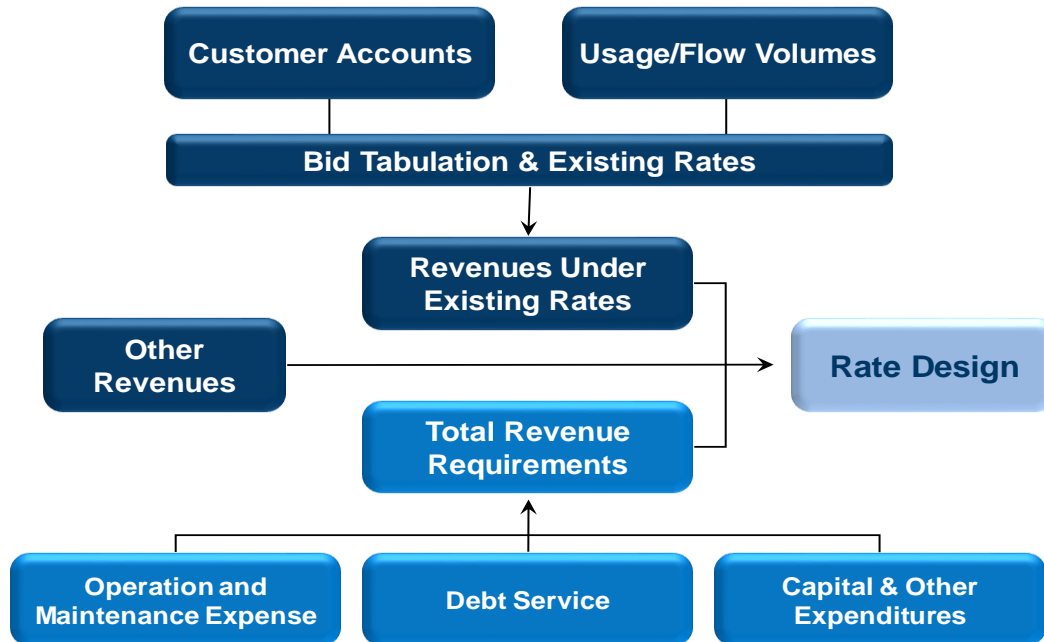 Customer Accounts
Usage/Flow Volumes
Bid Tabulation & Existing Rates
Revenues Under
Existing Rates
Other
Revenues
Rate Design
Total Revenue
Requirements
Operation and
Maintenance Expense
Debt Service
Capital & Other
Expenditures